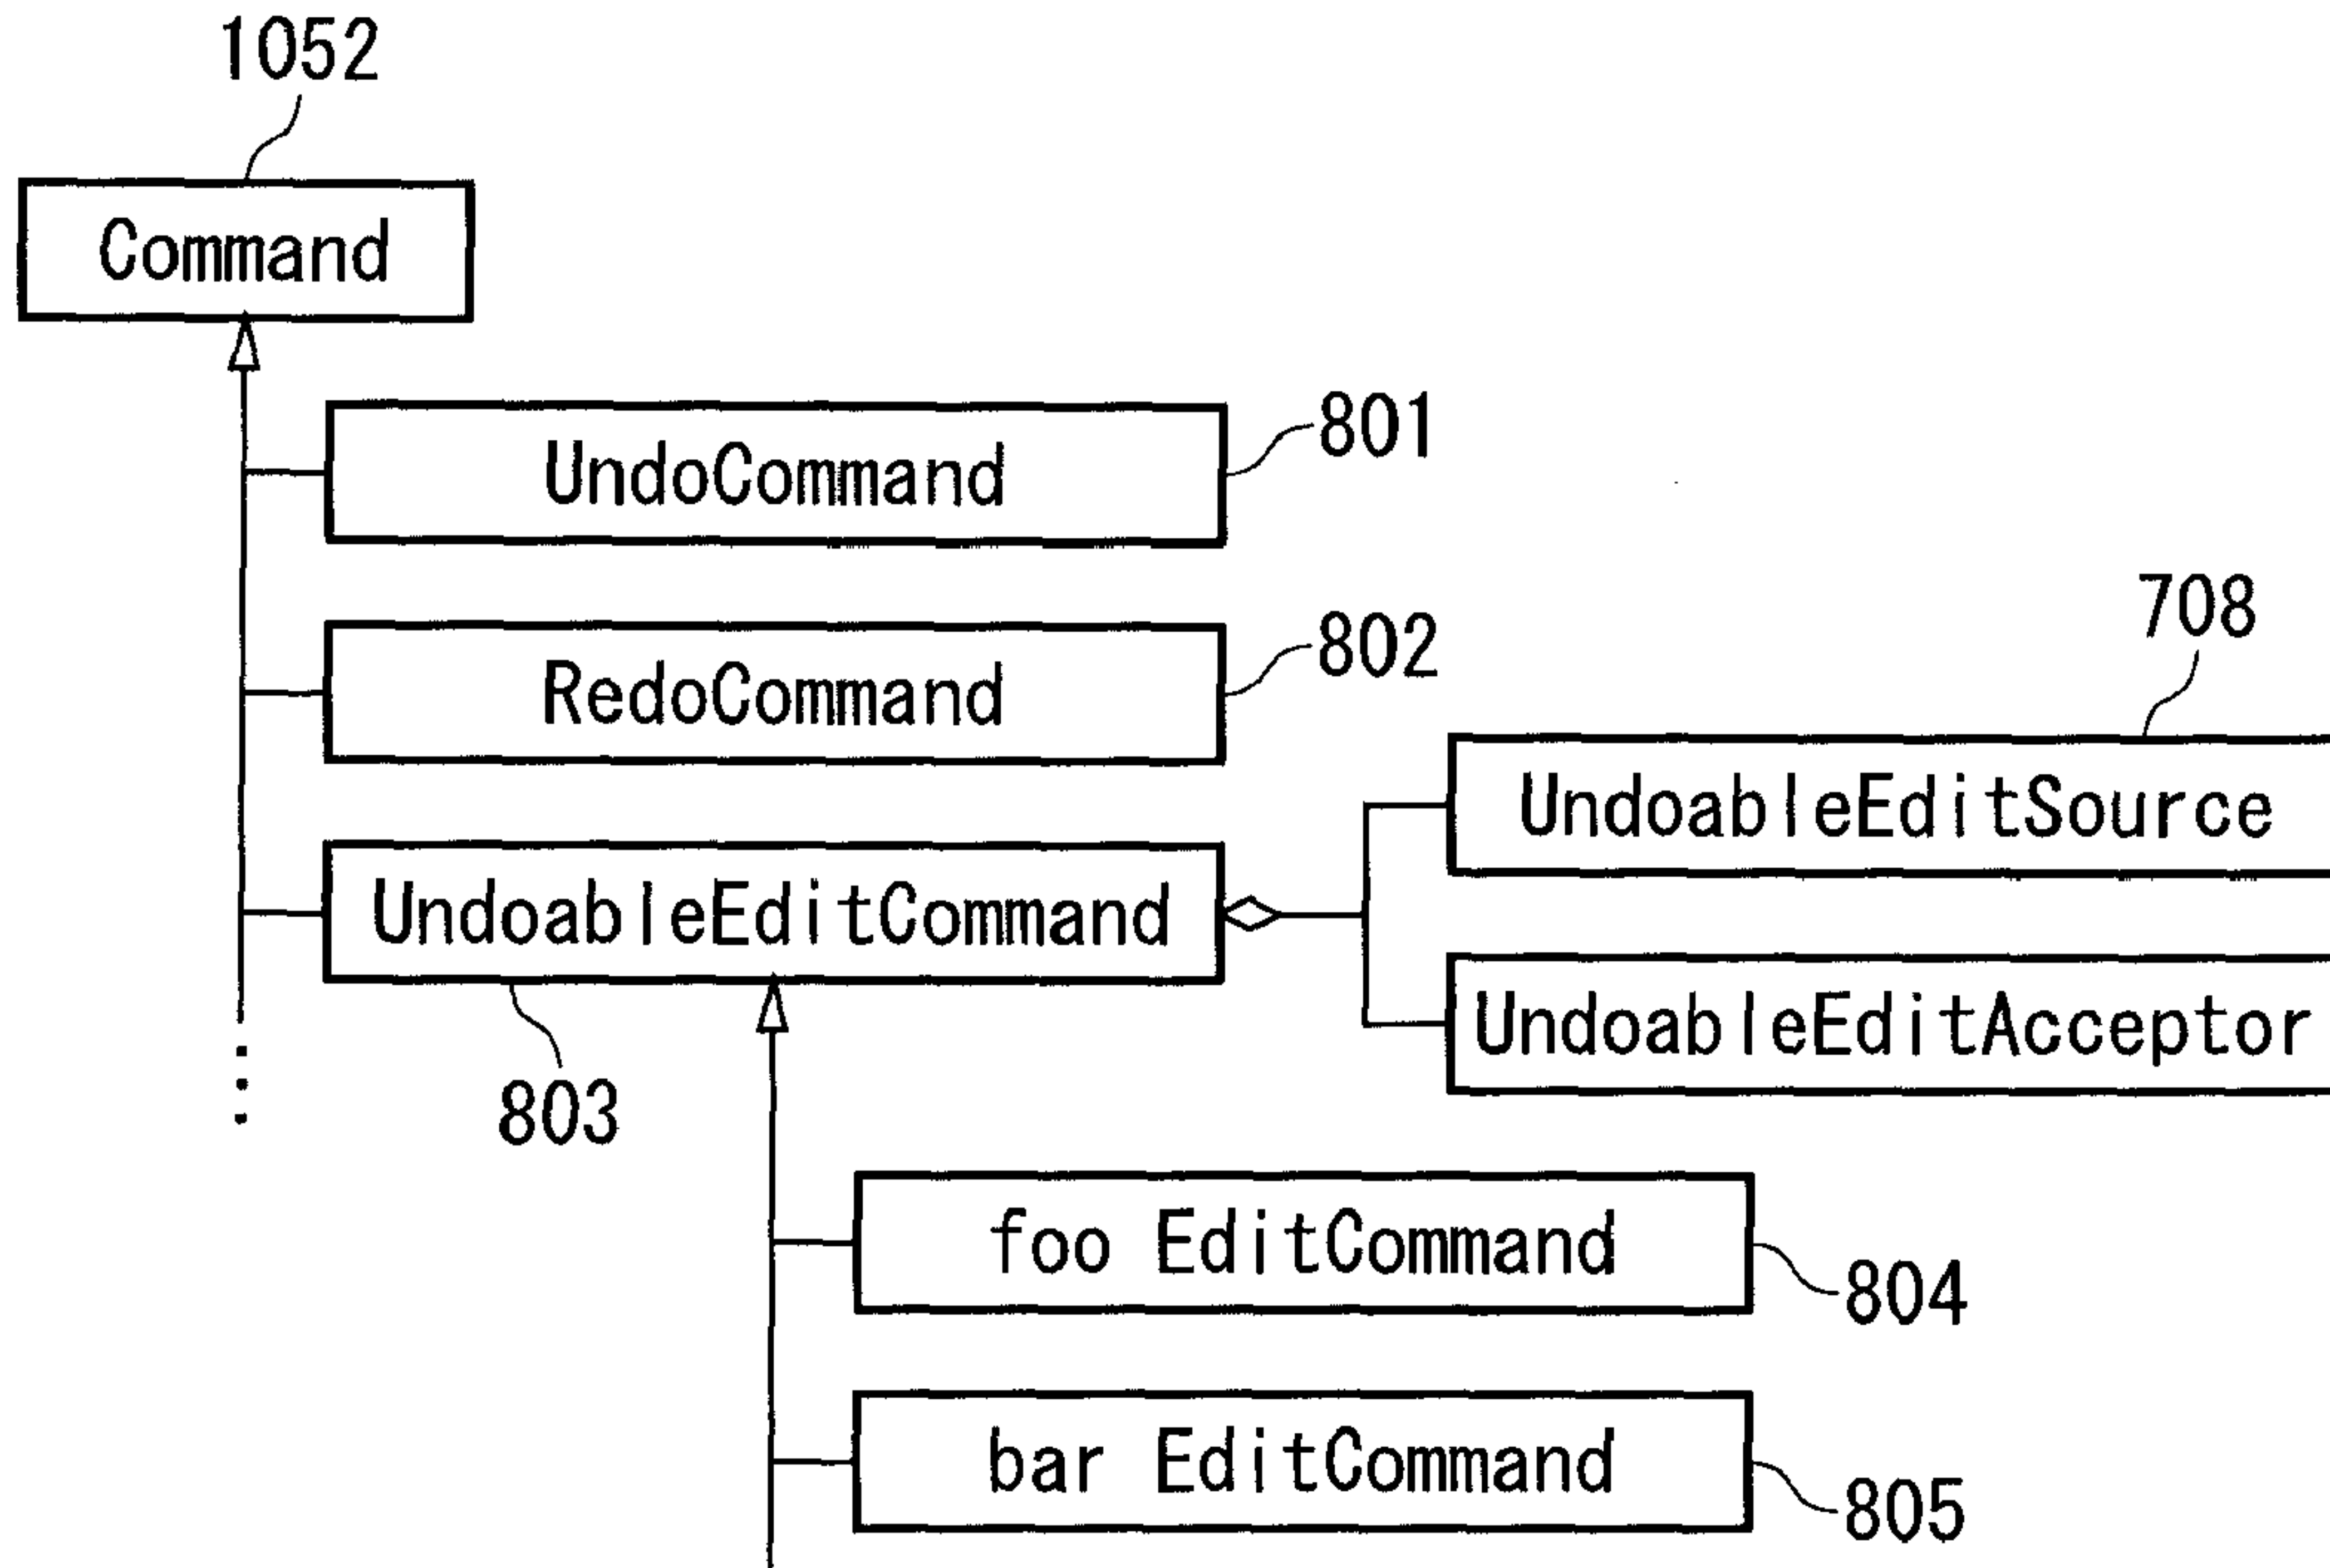 1052
Command
UndoCommand
801
RedoCommand
802
708
UndoableEditSource
UndoableEditCommand
UndoableEditAcceptor
803
foo EditCommand
804
bar EditCommand
805